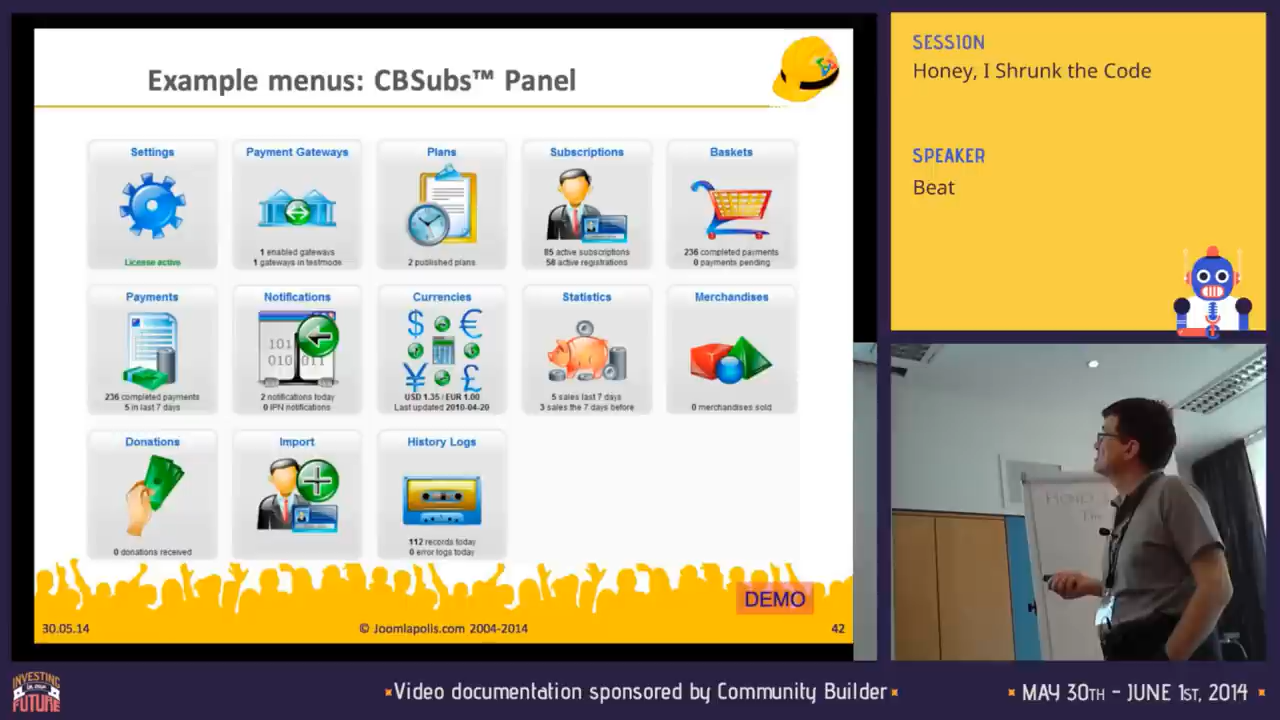 Example menus: CBSubs™ Panel
Settings
License active
Payment Gateways
1 enabled gateways
1 gateways in testmode
Plans
2 published plans
Subscriptions
85 active subscriptions
58 active registrations
Baskets
236 completed payments
0 payments pending
Payments
236 completed payments
5 in last 7 days
Notifications
2 notifications today
0 IPN notifications
Currencies
USD 1.35 / EUR 1.00
Last updated 2010-04-20
Statistics
5 sales last 7 days
3 sales the 7 days before
Merchandises
0 merchandises sold
Donations
0 donations received
Import
History Logs
112 records today
0 error logs today
DEMO
30.05.14
© Joomlapolis.com 2004-2014
42
SESSION
Honey, I Shrunk the Code
SPEAKER
Beat
INVESTING
FUTURE
Video documentation sponsored by Community Builder
MAY 30TH - JUNE 1ST, 2014